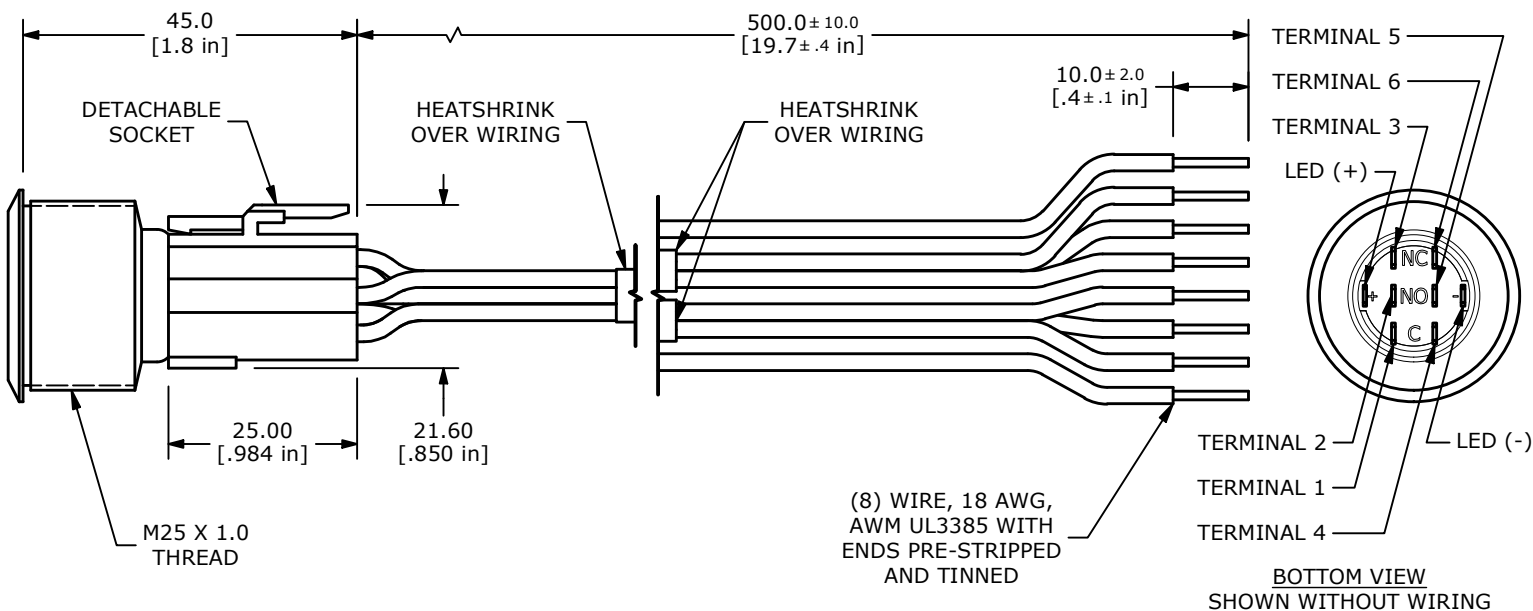 45.0
[1.8 in]
500.0± 10.0
[19.7± .4 in]
10.0± 2.0
[.4± .1 in]
TERMINAL 5
TERMINAL 6
TERMINAL 3
LED (+)
DETACHABLE
SOCKET
HEATSHRINK
OVER WIRING
HEATSHRINK
OVER WIRING
NC
+
NO
-
C
25.00
[.984 in]
21.60
[.850 in]
M25 X 1.0
THREAD
(8) WIRE, 18 AWG,
AWM UL3385 WITH
ENDS PRE-STRIPPED
AND TINNED
TERMINAL 2
LED (-)
TERMINAL 1
TERMINAL 4
BOTTOM VIEW
SHOWN WITHOUT WIRING